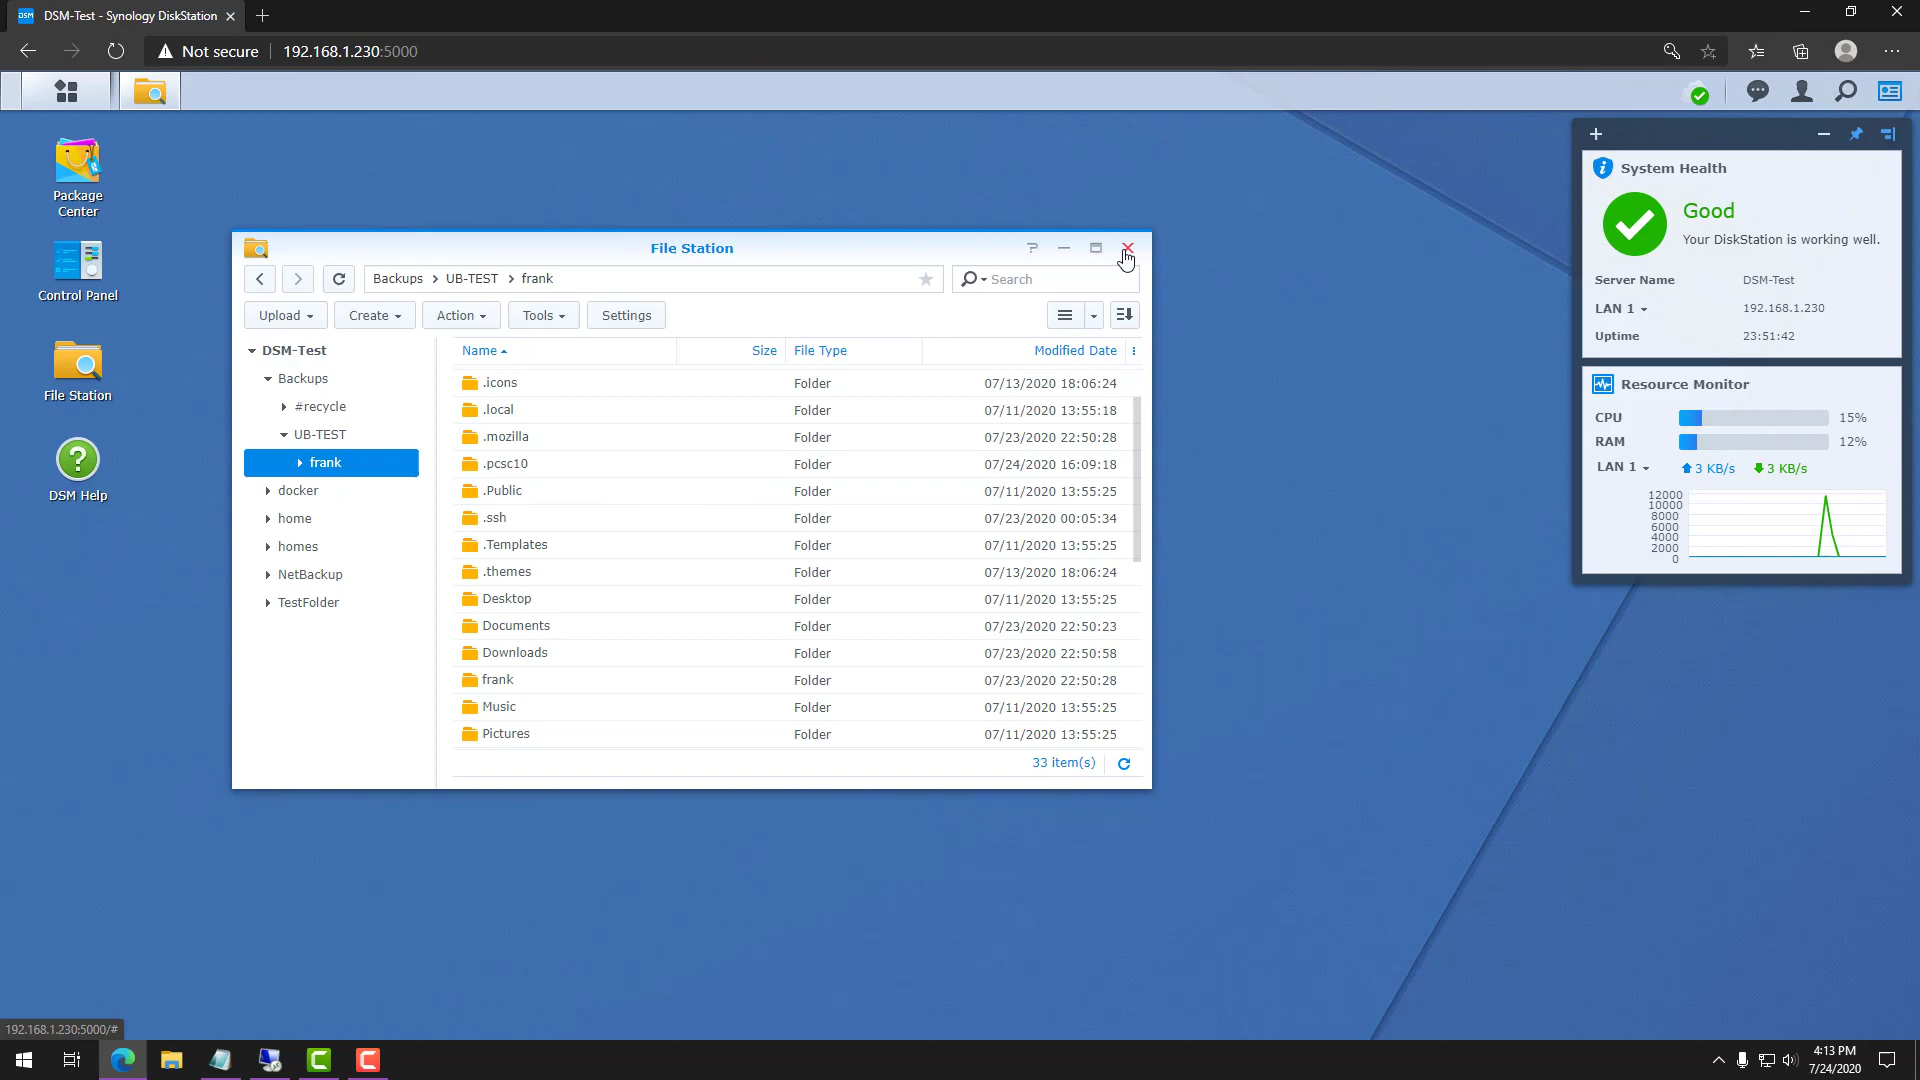 DSM-Test - Synology DiskStation
Not secure
192.168.1.230:5000
Package
Center
Control Panel
File Station
DSM Help
File Station
Backups
UB-TEST
frank
Search
Upload
Create
Action
Tools
Settings
DSM-Test
Backups
#recycle
UB-TEST
frank
docker
home
homes
NetBackup
TestFolder
Name Size File Type Modified Date
.icons Folder 07/13/2020 18:06:24
.local Folder 07/11/2020 13:55:18
.mozilla Folder 07/23/2020 22:50:28
.pcsc10 Folder 07/24/2020 16:09:18
.Public Folder 07/11/2020 13:55:25
.ssh Folder 07/23/2020 00:05:34
.Templates Folder 07/11/2020 13:55:25
.themes Folder 07/13/2020 18:06:24
Desktop Folder 07/11/2020 13:55:25
Documents Folder 07/23/2020 22:50:23
Downloads Folder 07/23/2020 22:50:58
frank Folder 07/23/2020 22:50:28
Music Folder 07/11/2020 13:55:25
Pictures Folder 07/11/2020 13:55:25
33 item(s)
System Health
Good
Your DiskStation is working well.
Server Name DSM-Test
LAN 1 192.168.1.230
Uptime 23:51:42
Resource Monitor
CPU 15%
RAM 12%
LAN 1 3 KB/s 3 KB/s
12000
10000
8000
6000
4000
2000
0
192.168.1.230:5000/#
4:13 PM
7/24/2020